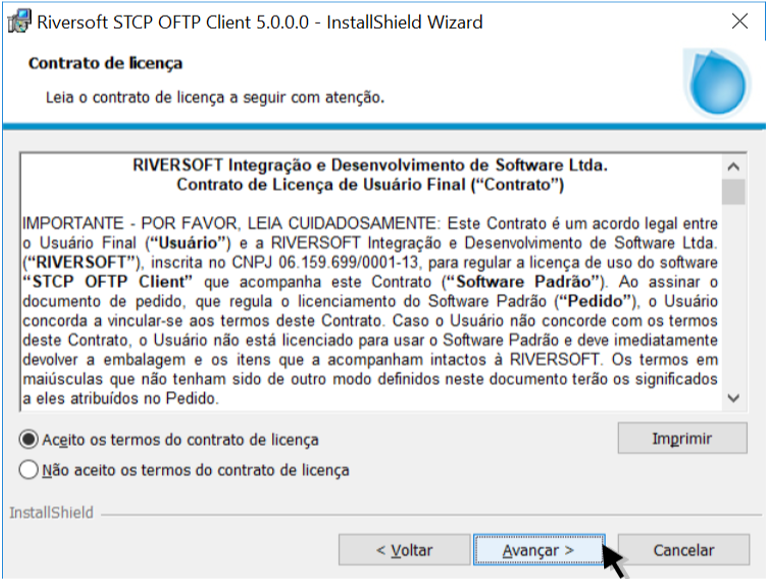 Riversoft STCP OFTP Client 5.0.0.0 - InstallShield Wizard
Contrato de licença
Leia o contrato de licença a seguir com atenção.
RIVERSOFT Integração e Desenvolvimento de Software Ltda.
Contrato de Licença de Usuário Final (“Contrato”)
IMPORTANTE - POR FAVOR, LEIA CUIDADOSAMENTE: Este Contrato é um acordo legal entre
o Usuário Final (“Usuário”) e a RIVERSOFT Integração e Desenvolvimento de Software Ltda.
(“RIVERSOFT”), inscrita no CNPJ 06.159.699/0001-13, para regular a licença de uso do software
“STCP OFTP Client” que acompanha este Contrato (“Software Padrão”). Ao assinar o
documento de pedido, que regula o licenciamento do Software Padrão (“Pedido”), o Usuário
concorda a vincular-se aos termos deste Contrato. Caso o Usuário não concorde com os termos
deste Contrato, o Usuário não está licenciado para usar o Software Padrão e deve imediatamente
devolver a embalagem e os itens que a acompanham intactos à RIVERSOFT. Os termos em
maiúsculas que não tenham sido de outro modo definidos neste documento terão os significados
a eles atribuídos no Pedido.
Aceito os termos do contrato de licença
Imprimir
Não aceito os termos do contrato de licença
InstallShield
< Voltar
Avançar >
Cancelar